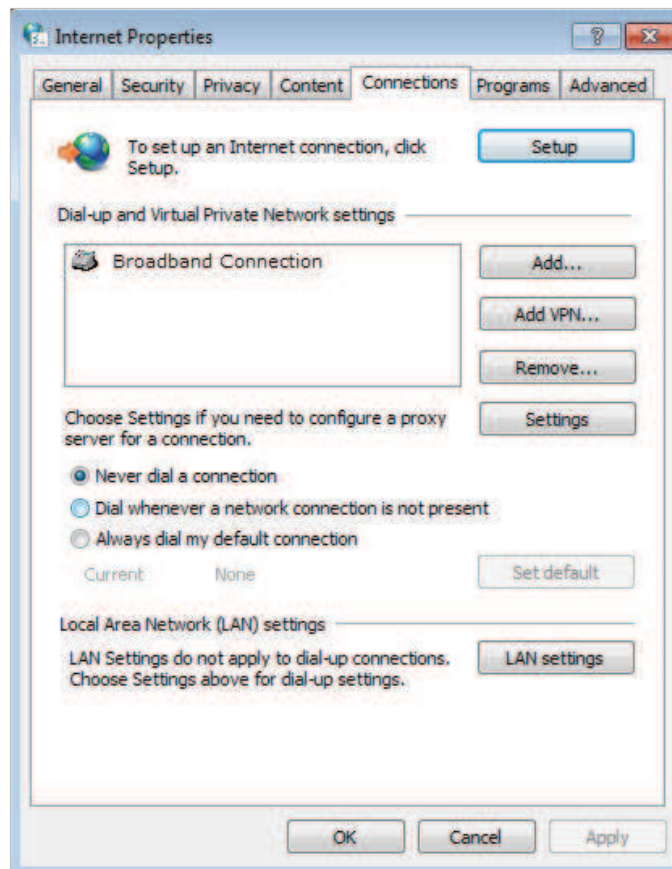 Internet Properties
General Security Privacy Content Connections Programs Advanced
To set up an Internet connection, click
Setup.
Setup
Dial-up and Virtual Private Network settings
Broadband Connection
Add...
Add VPN...
Remove...
Choose Settings if you need to configure a proxy
server for a connection.
Settings
Never dial a connection
Dial whenever a network connection is not present
Always dial my default connection
Current None
Set default
Local Area Network (LAN) settings
LAN Settings do not apply to dial-up connections.
Choose Settings above for dial-up settings.
LAN settings
OK Cancel Apply